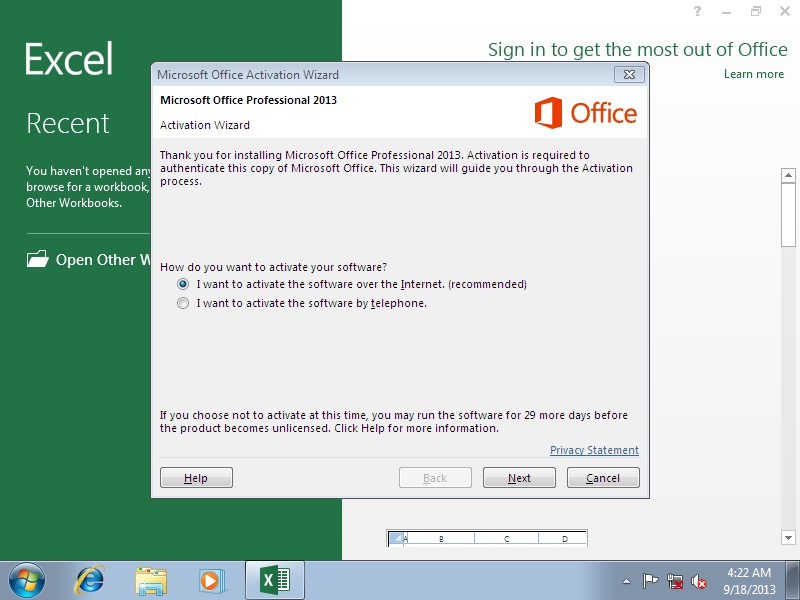 Excel
Sign in to get the most out of Office
Learn more
Recent
You haven't opened any
browse for a workbook,
Other Workbooks.
Open Other W
Microsoft Office Activation Wizard
Microsoft Office Professional 2013
Activation Wizard
Office
Thank you for installing Microsoft Office Professional 2013. Activation is required to
authenticate this copy of Microsoft Office. This wizard will guide you through the Activation
process.
How do you want to activate your software?
I want to activate the software over the Internet. (recommended)
I want to activate the software by telephone.
If you choose not to activate at this time, you may run the software for 29 more days before
the product becomes unlicensed. Click Help for more information.
Privacy Statement
Help Back Next Cancel
A B C D
4:22 AM
9/18/2013